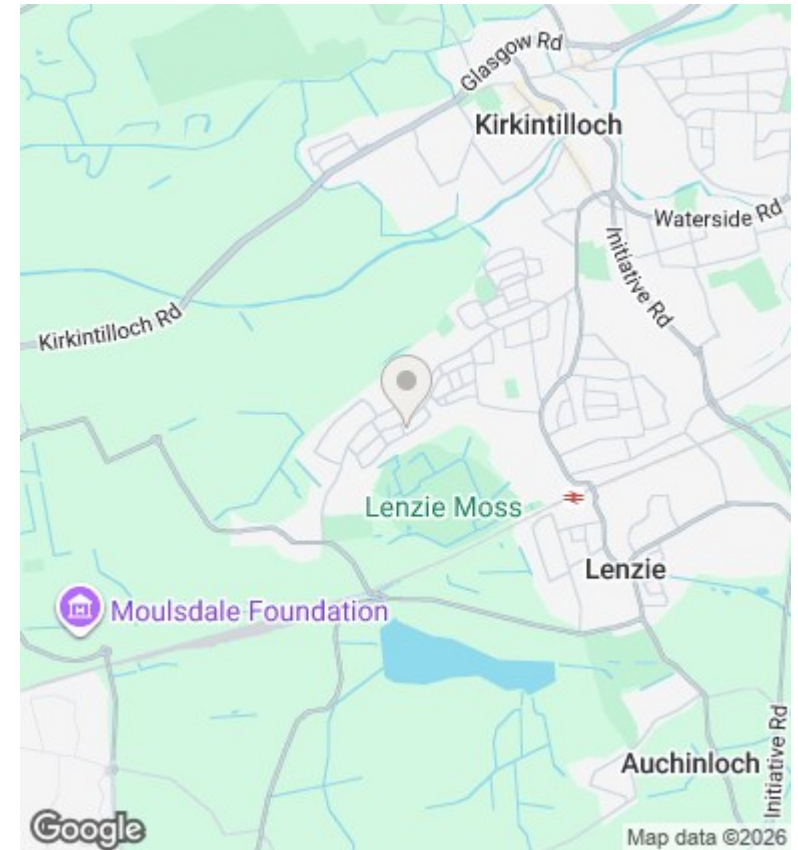 Glasgow Rd
Kirkintilloch
Waterside Rd
Initiative Rd
Kirkintilloch Rd
Lenzie Moss
Lenzie
Moulsdale Foundation
Auchinloch
Initiative Rd
Google
Map data ©2026